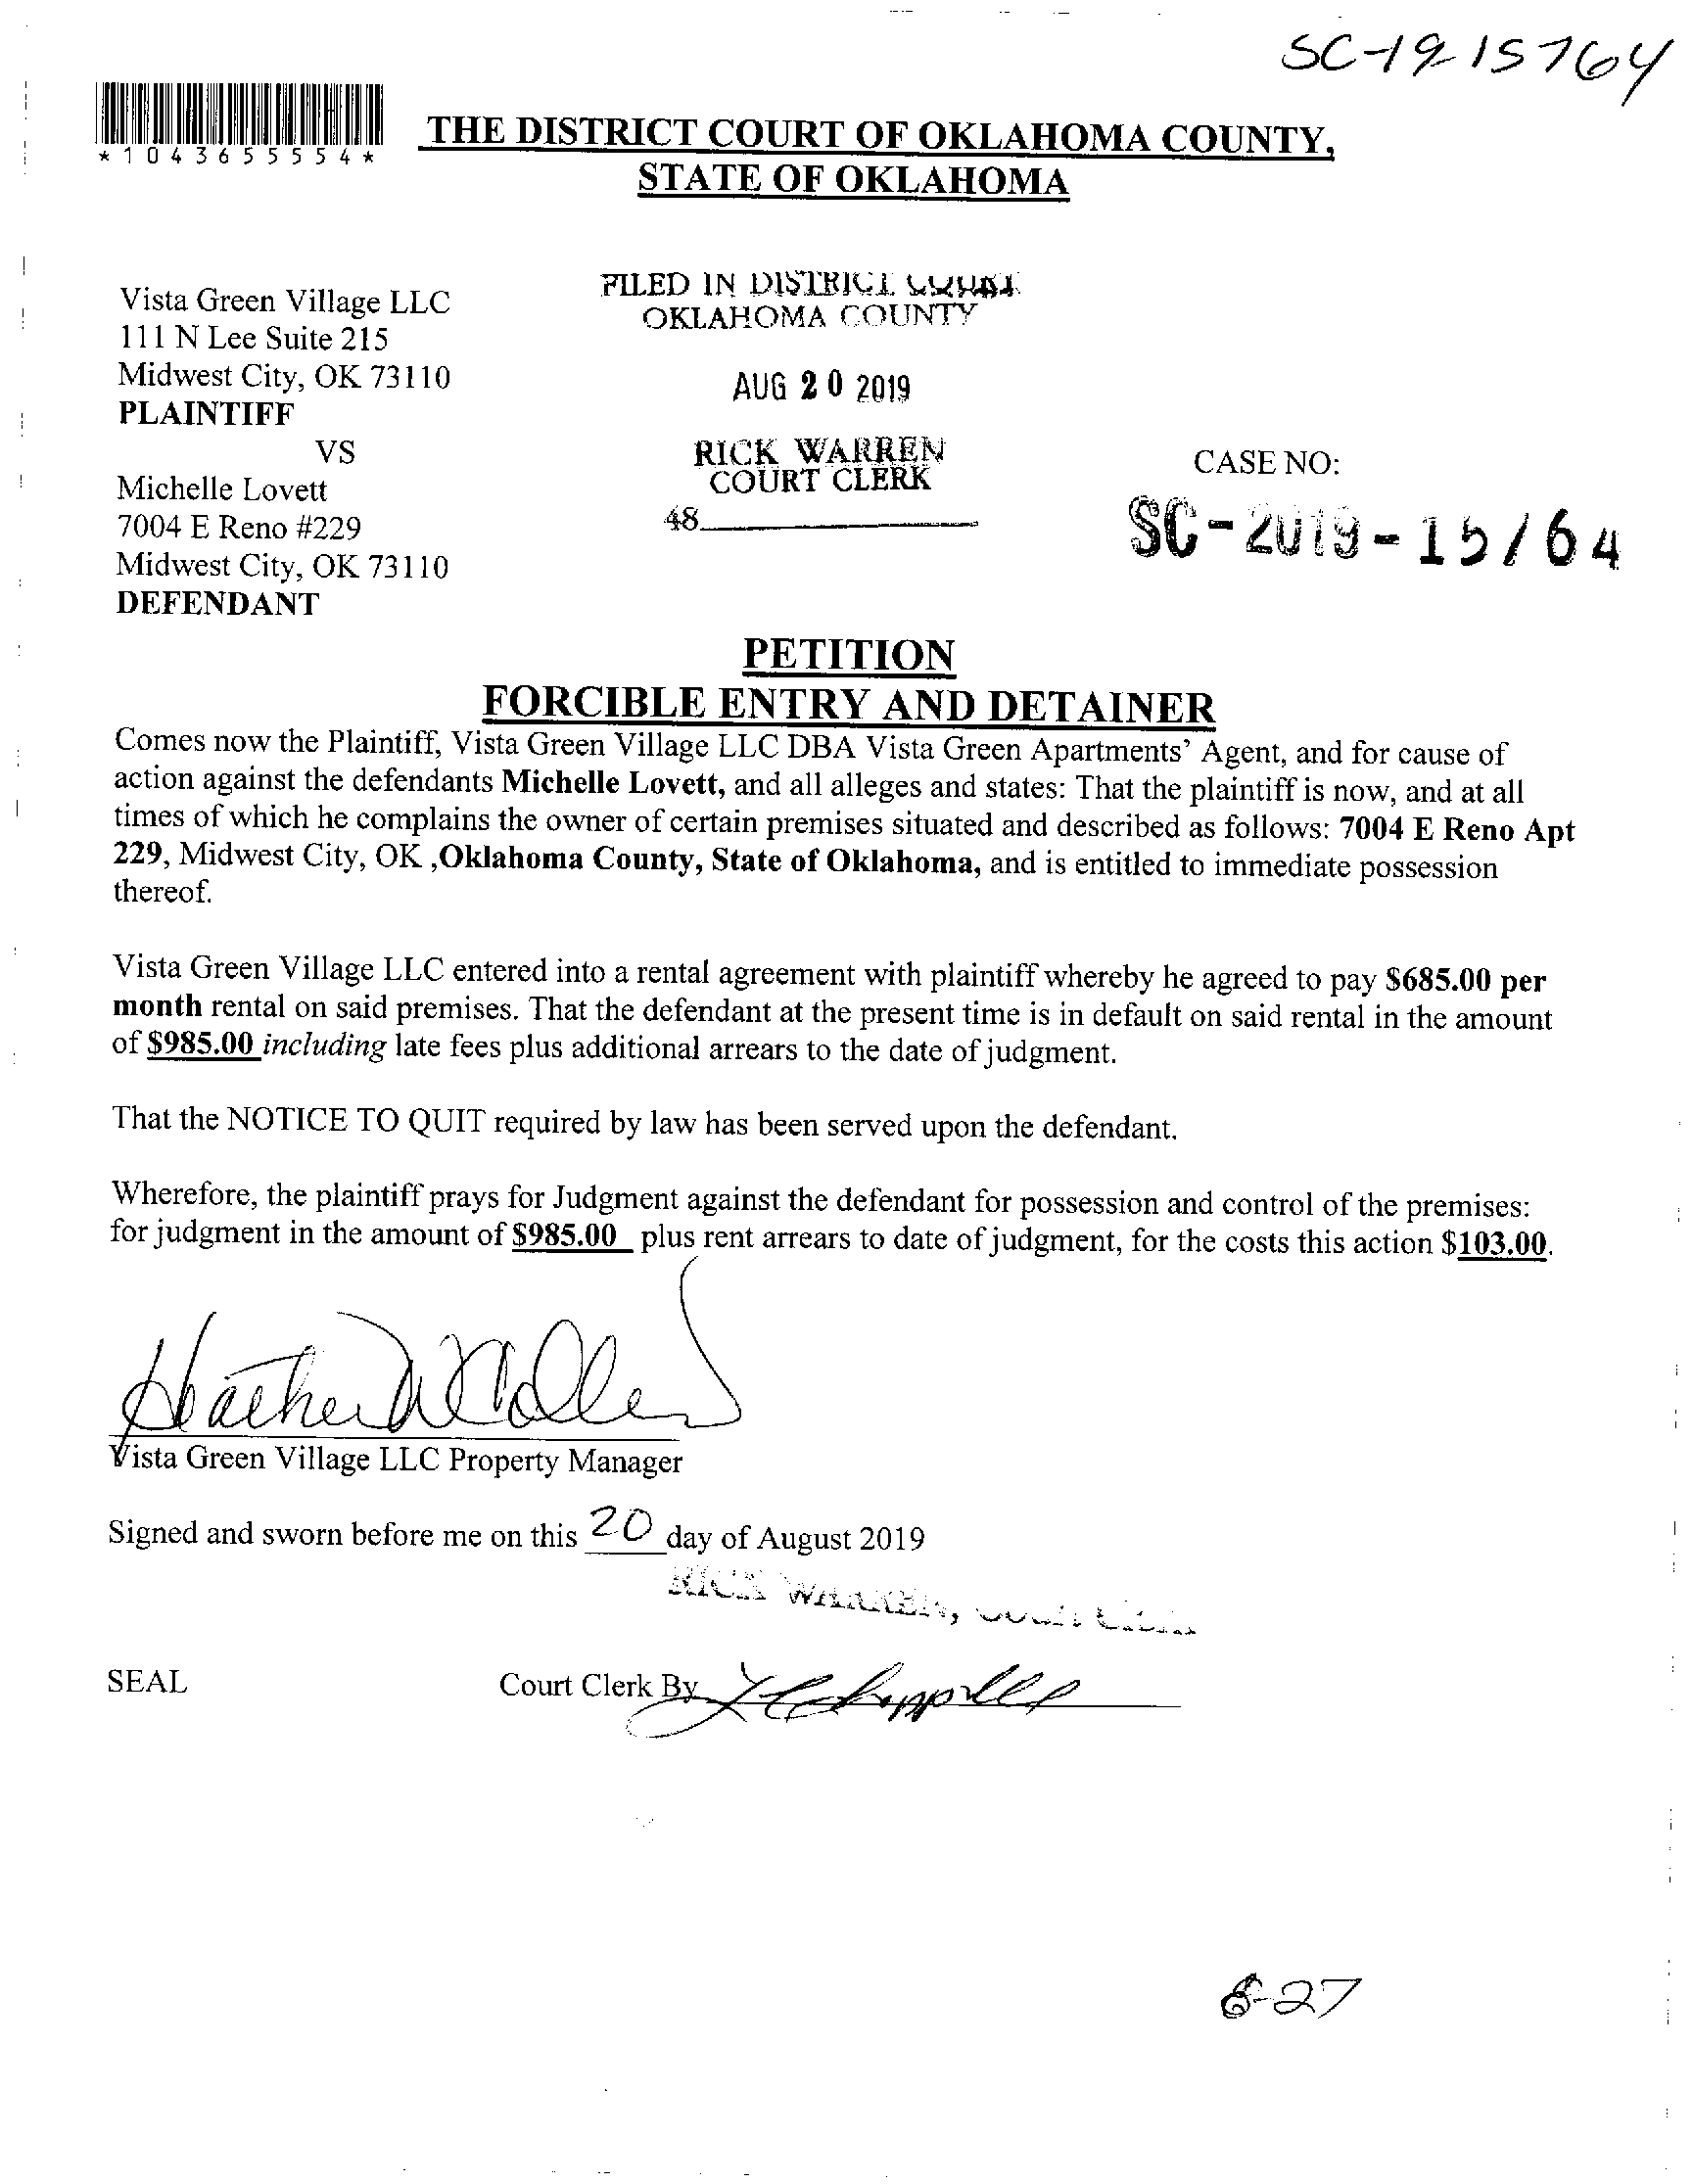 SC-19-15764
*1043655554*
THE DISTRICT COURT OF OKLAHOMA COUNTY,
STATE OF OKLAHOMA
Vista Green Village LLC
111 N Lee Suite 215
Midwest City, OK 73110
PLAINTIFF
VS
Michelle Lovett
7004 E Reno #229
Midwest City, OK 73110
DEFENDANT
FILED IN DISTRICT COURT
OKLAHOMA COUNTY
AUG 20 2019
RICK WARREN
COURT CLERK
48
CASE NO:
SC-2019-15764
PETITION
FORCIBLE ENTRY AND DETAINER
Comes now the Plaintiff, Vista Green Village LLC DBA Vista Green Apartments' Agent, and for cause of
action against the defendants Michelle Lovett, and all alleges and states: That the plaintiff is now, and at all
times of which he complains the owner of certain premises situated and described as follows: 7004 E Reno Apt
229, Midwest City, OK ,Oklahoma County, State of Oklahoma, and is entitled to immediate possession
thereof.
Vista Green Village LLC entered into a rental agreement with plaintiff whereby he agreed to pay $685.00 per
month rental on said premises. That the defendant at the present time is in default on said rental in the amount
of $985.00 including late fees plus additional arrears to the date of judgment.
That the NOTICE TO QUIT required by law has been served upon the defendant.
Wherefore, the plaintiff prays for Judgment against the defendant for possession and control of the premises:
for judgment in the amount of $985.00 plus rent arrears to date of judgment, for the costs this action $103.00.
Heather
Vista Green Village LLC Property Manager
Signed and sworn before me on this 20 day of August 2019
RICK WARREN, Court Clerk
SEAL
Court Clerk By
8-27